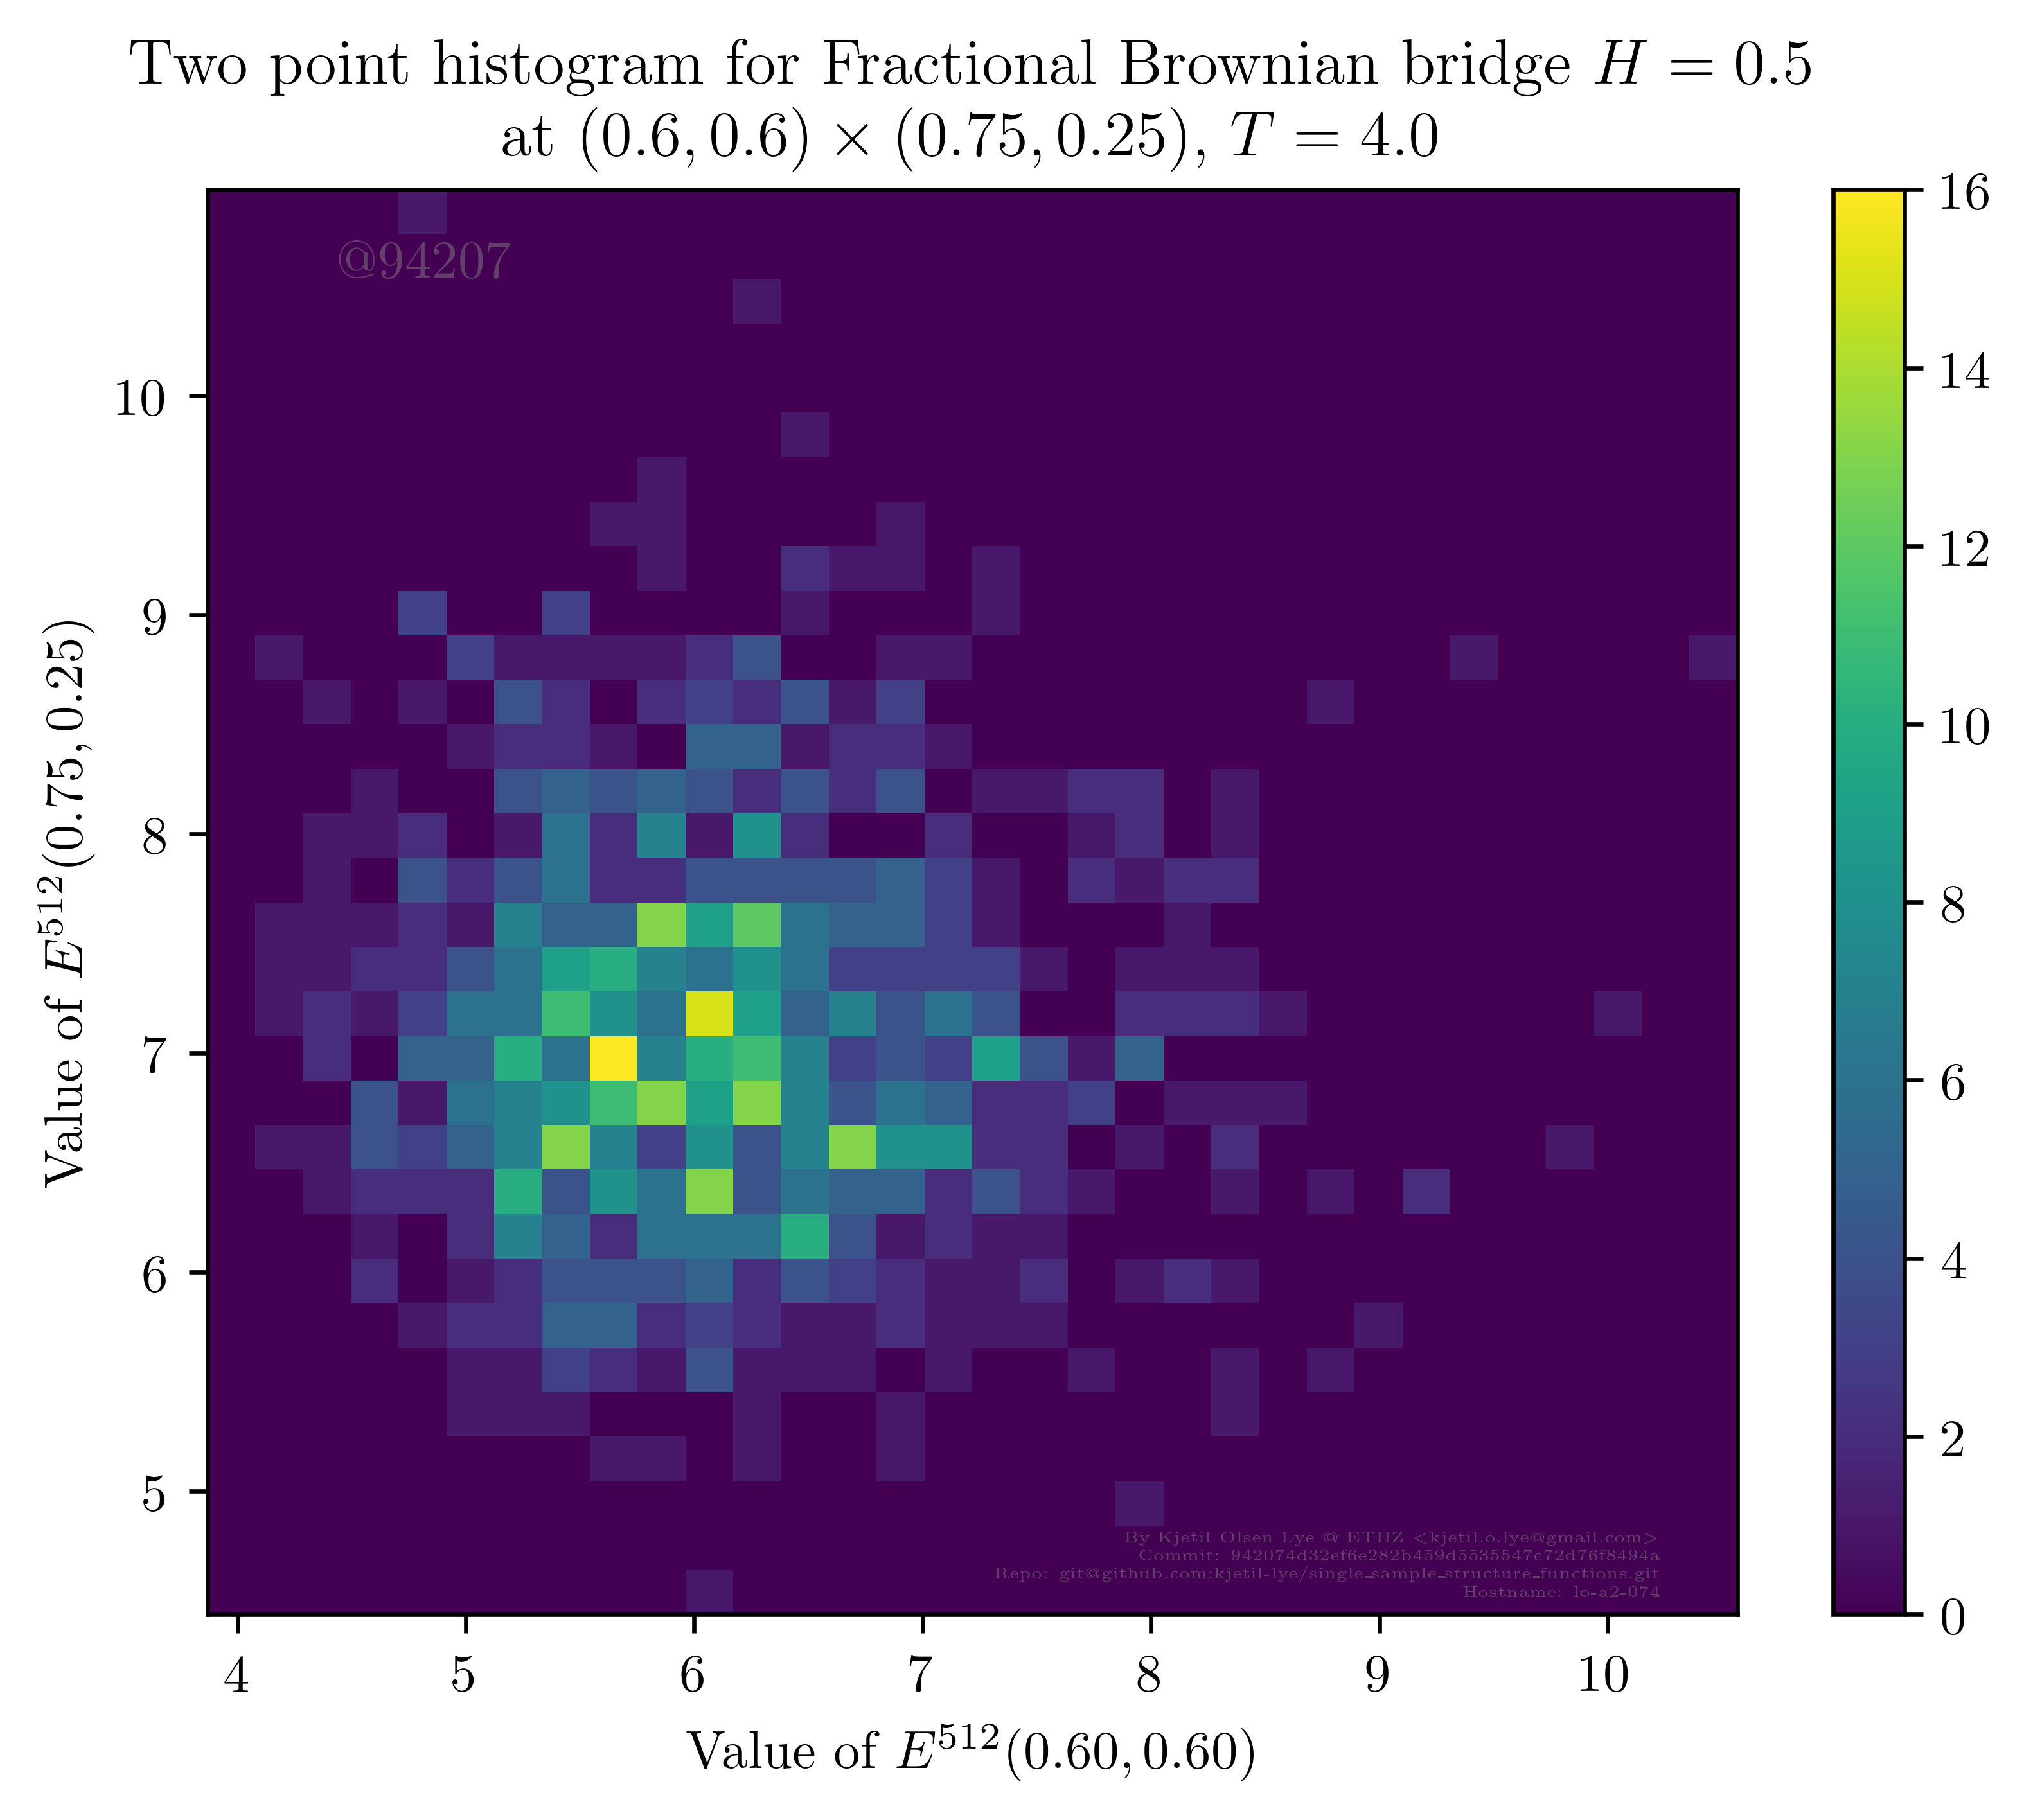 Two point histogram for Fractional Brownian bridge H = 0.5
at (0.6, 0.6) × (0.75, 0.25), T = 4.0
@94207
16
14
12
10
8
6
4
2
0
10
9
8
7
6
5
Value of E^512(0.75, 0.25)
By Kjetil Olsen Lye @ ETHZ <kjetil.o.lye@gmail.com>
Commit: 942074d32ef6e282b459d5535547c72d76f8494a
Repo: git@github.com:kjetil-lye/single_sample_structure_functions.git
Hostname: lo-a2-074
4 5 6 7 8 9 10
Value of E^512(0.60, 0.60)